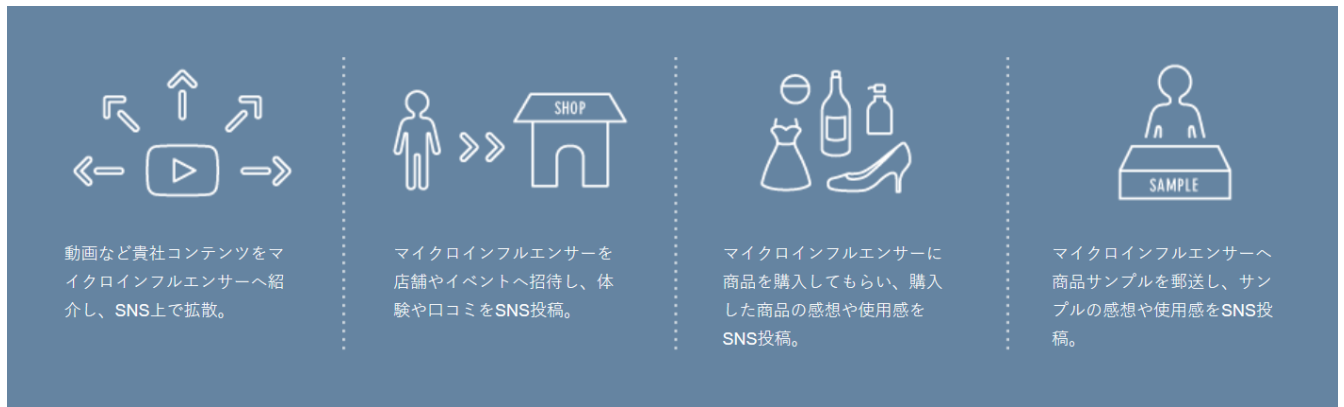 SHOP
SAMPLE
動画など貴社コンテンツをマ
イクロインフルエンサーへ紹
介し、SNS上で拡散。
マイクロインフルエンサーを
店舗やイベントへ招待し、体
験や口コミをSNS投稿。
マイクロインフルエンサーに
商品を購入してもらい、購入
した商品の感想や使用感を
SNS投稿。
マイクロインフルエンサーへ
商品サンプルを郵送し、サン
プルの感想や使用感をSNS投
稿。